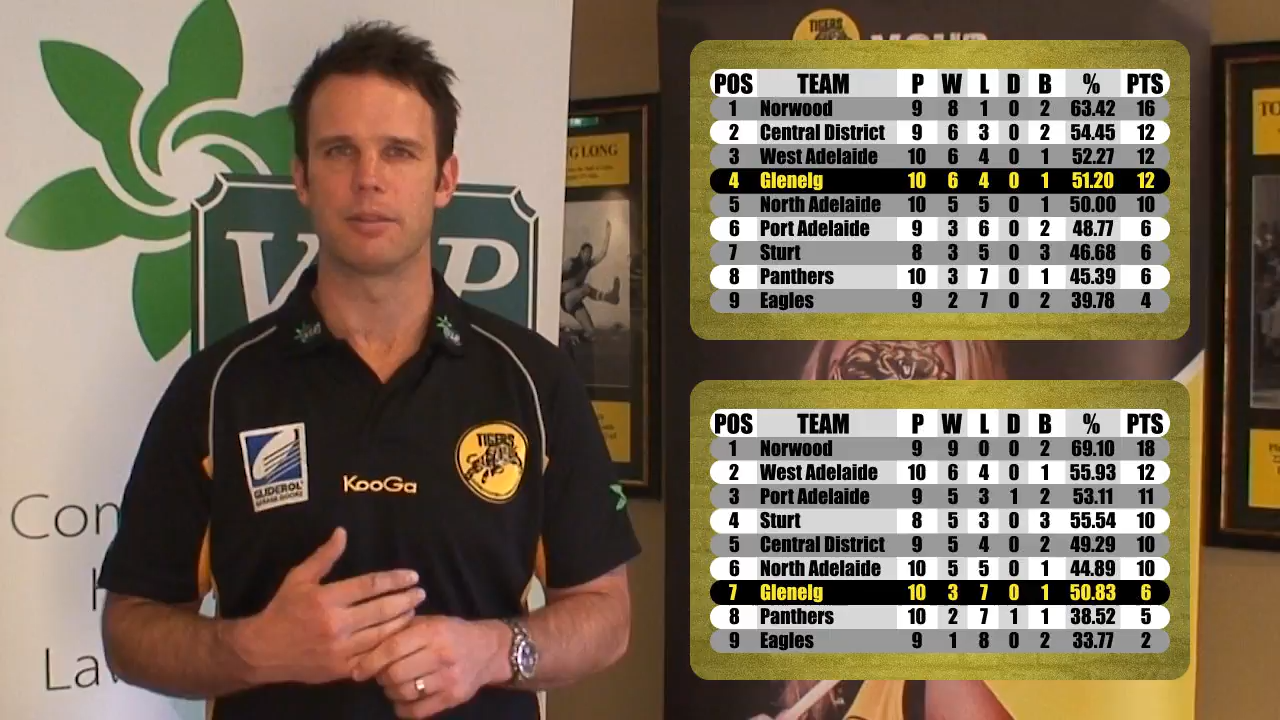 TIGERS
YOUR
POS TEAM P W L D B % PTS
1 Norwood 9 8 1 0 2 63.42 16
2 Central District 9 6 3 0 2 54.45 12
3 West Adelaide 10 6 4 0 1 52.27 12
4 Glenelg 10 6 4 0 1 51.20 12
5 North Adelaide 10 5 5 0 1 50.00 10
6 Port Adelaide 9 3 6 0 2 48.77 6
7 Sturt 8 3 5 0 3 46.68 6
8 Panthers 10 3 7 0 1 45.39 6
9 Eagles 9 2 7 0 2 39.78 4
POS TEAM P W L D B % PTS
1 Norwood 9 9 0 0 2 69.10 18
2 West Adelaide 10 6 4 0 1 55.93 12
3 Port Adelaide 9 5 3 1 2 53.11 11
4 Sturt 8 5 3 0 3 55.54 10
5 Central District 9 5 4 0 2 49.29 10
6 North Adelaide 10 5 5 0 1 44.89 10
7 Glenelg 10 3 7 0 1 50.83 6
8 Panthers 10 2 7 1 1 38.52 5
9 Eagles 9 1 8 0 2 33.77 2
LONG
TIGERS
GLIDEROL
KooGa
Con
La